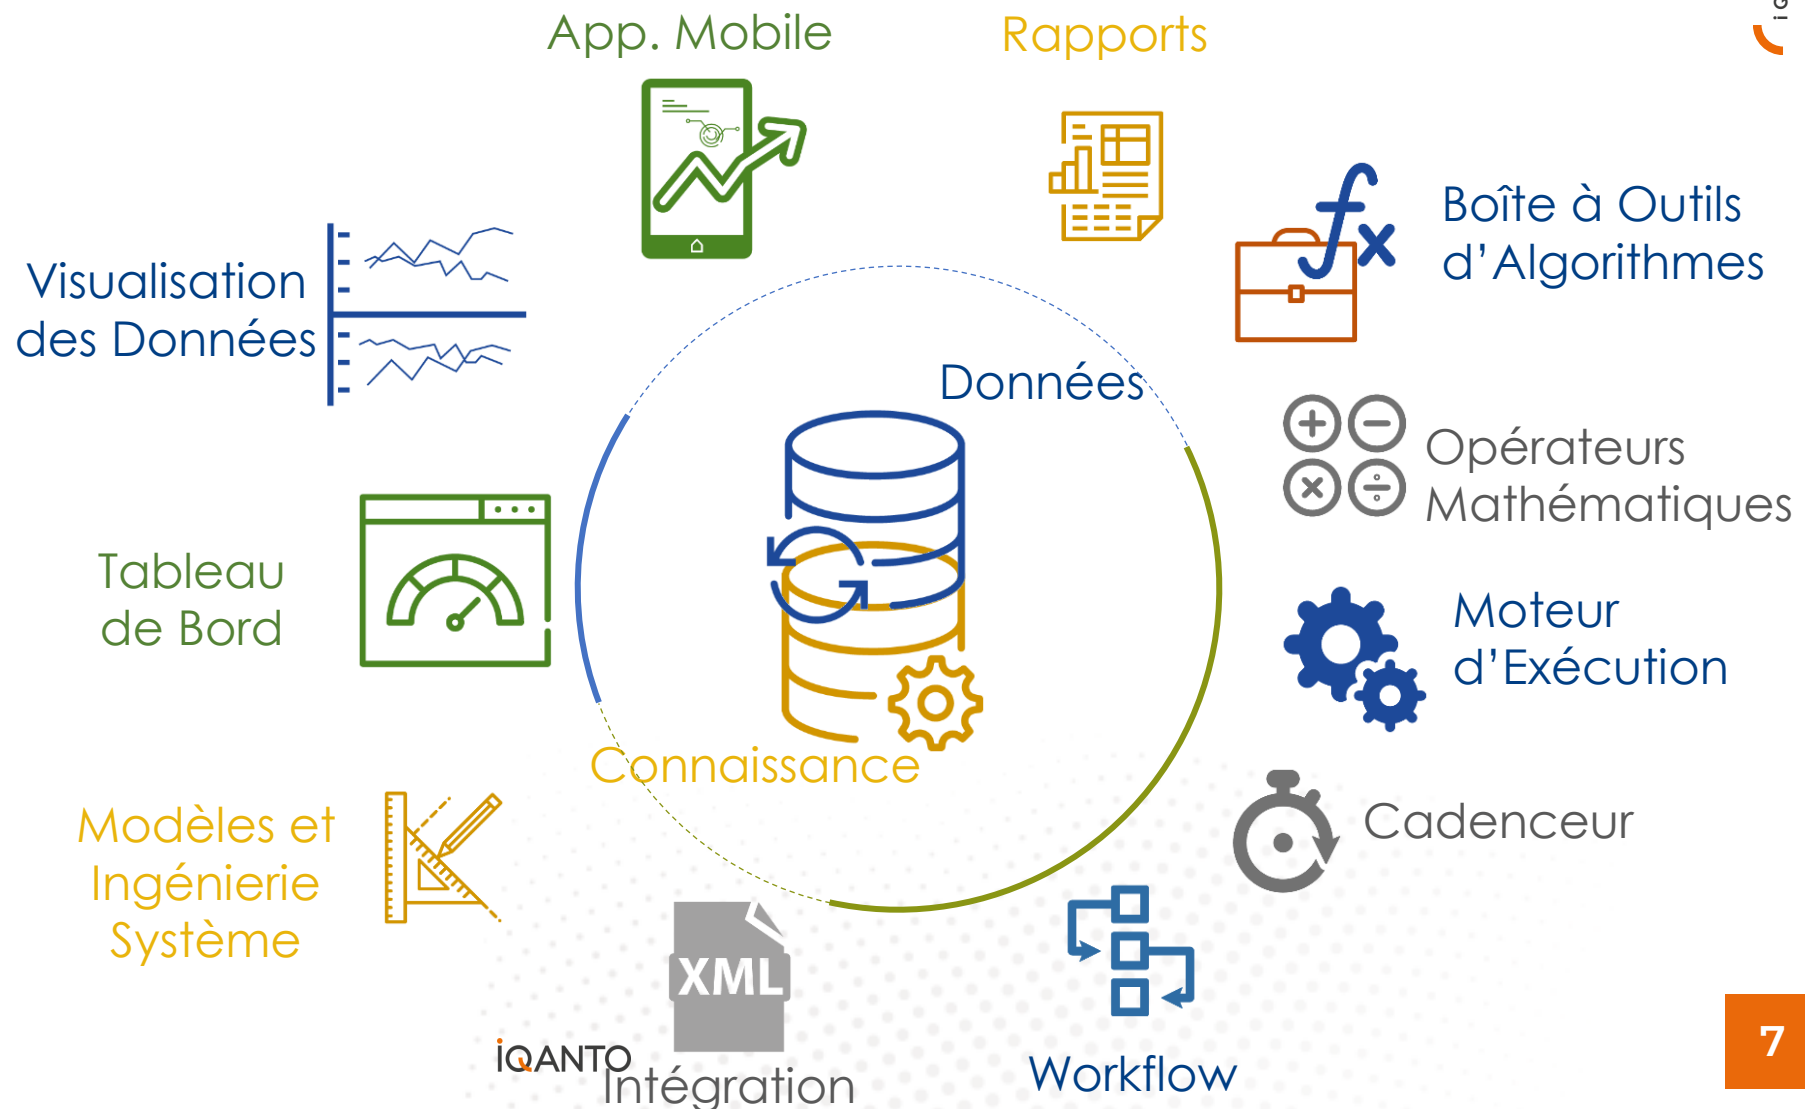 App. Mobile
Rapports
Boîte à Outils
d’Algorithmes
Visualisation
des Données
Données
Opérateurs
Mathématiques
Tableau
de Bord
Moteur
d’Exécution
Connaissance
Cadenceur
Modèles et
Ingénierie
Système
XML
iQANTO
Intégration
Workflow
7